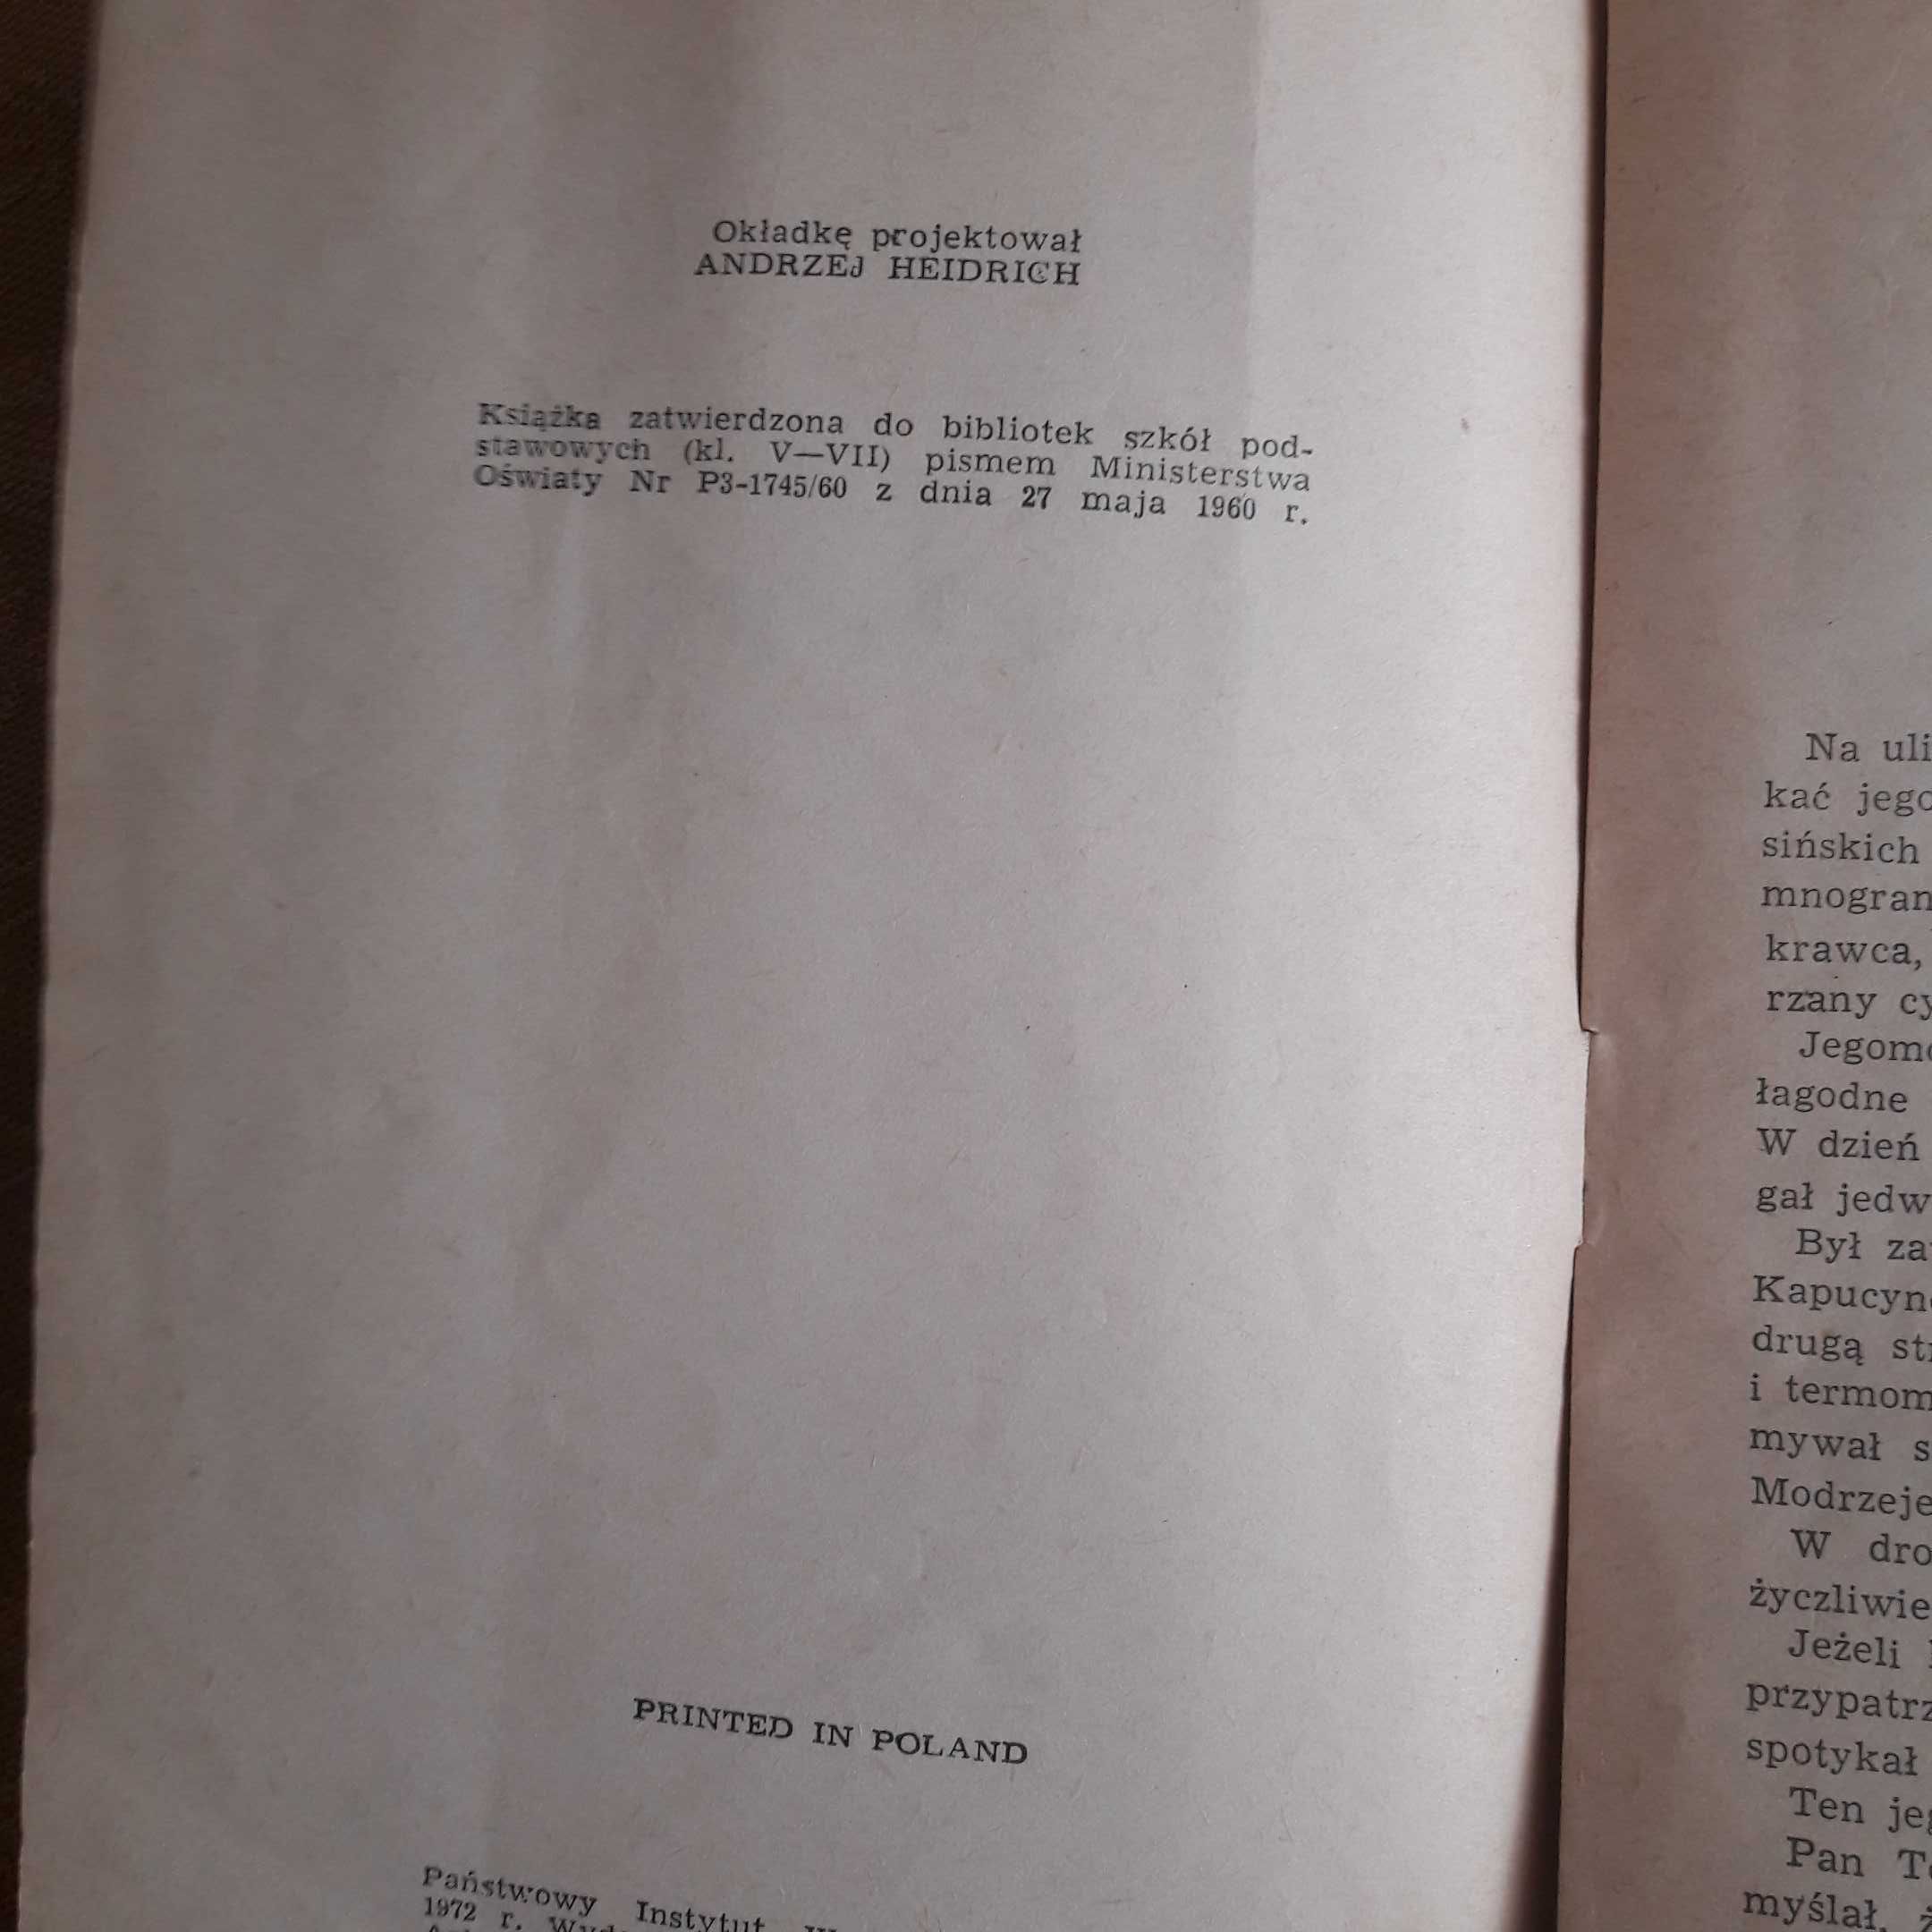 Okładkę projektował
ANDRZEJ HEIDRICH
Książka zatwierdzona do bibliotek szkół pod-
stawowych (kl. V—VII) pismem Ministerstwa
Oświaty Nr P3-1745/60 z dnia 27 maja 1960 r.
PRINTED IN POLAND
Państwowy Instytut
1972 r.
Na uli
kać jego
sińskich
mnogran
krawca,
rzany cy
Jegomo
łagodne
W dzień
gał jedw
Był za
Kapucyn
drugą st
i termom
mywał s
Modrzeje
W dro
życzliwie
Jeżeli
przypatrz
spotykał
Ten jeg
Pan T
myślał, ż